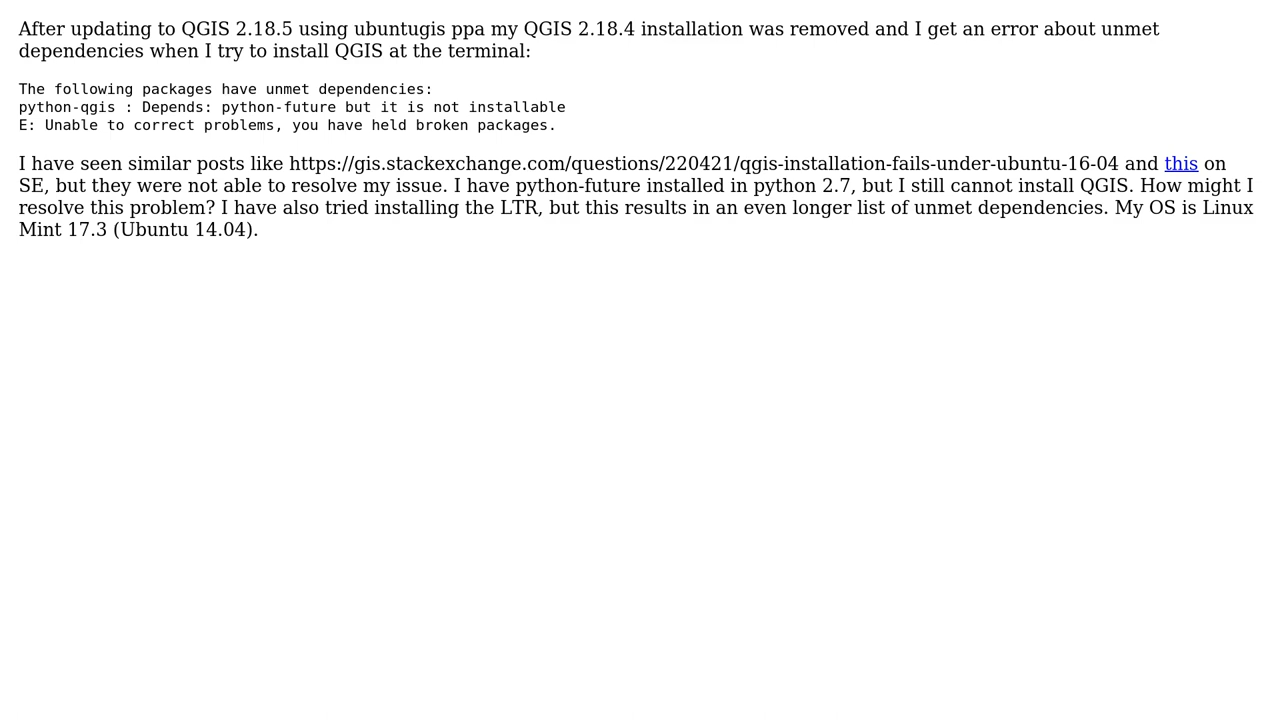 After updating to QGIS 2.18.5 using ubuntugis ppa my QGIS 2.18.4 installation was removed and I get an error about unmet
dependencies when I try to install QGIS at the terminal:
The following packages have unmet dependencies:
python-qgis : Depends: python-future but it is not installable
E: Unable to correct problems, you have held broken packages.
I have seen similar posts like https://gis.stackexchange.com/questions/220421/qgis-installation-fails-under-ubuntu-16-04 and this on
SE, but they were not able to resolve my issue. I have python-future installed in python 2.7, but I still cannot install QGIS. How might I
resolve this problem? I have also tried installing the LTR, but this results in an even longer list of unmet dependencies. My OS is Linux
Mint 17.3 (Ubuntu 14.04).